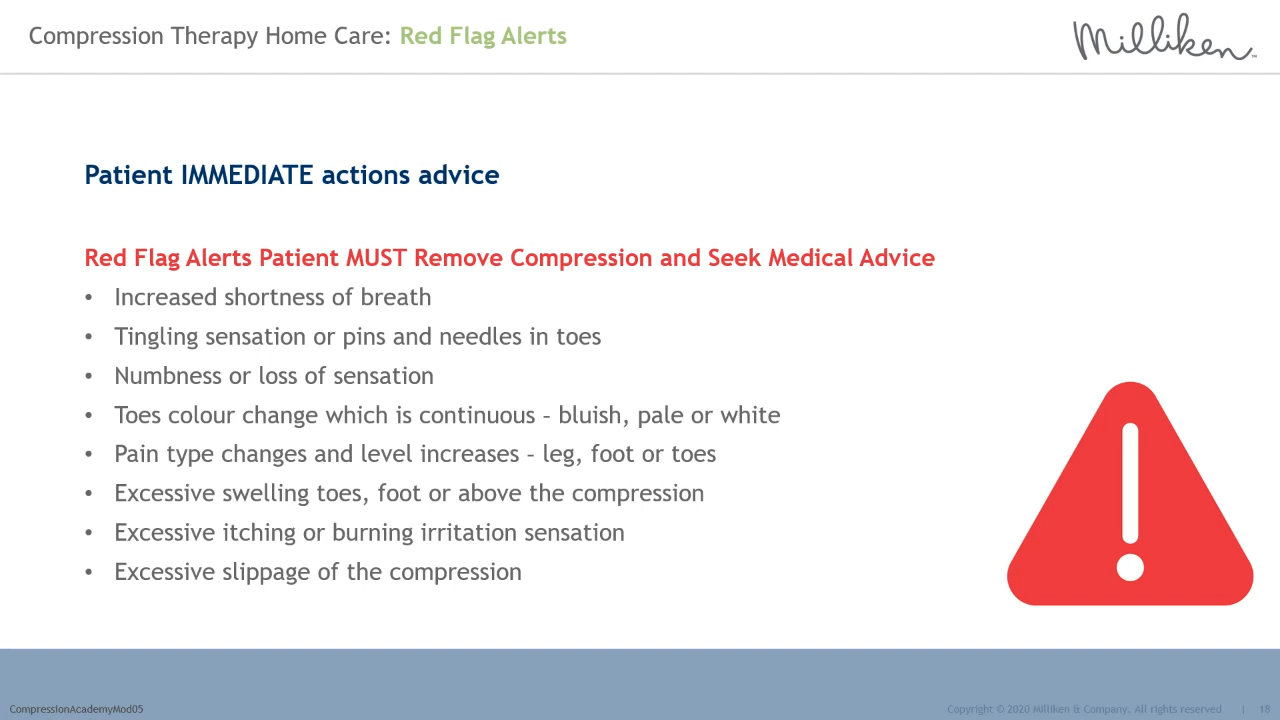 Compression Therapy Home Care: Red Flag Alerts
Milliken™
Patient IMMEDIATE actions advice
Red Flag Alerts Patient MUST Remove Compression and Seek Medical Advice
• Increased shortness of breath
• Tingling sensation or pins and needles in toes
• Numbness or loss of sensation
• Toes colour change which is continuous – bluish, pale or white
• Pain type changes and level increases – leg, foot or toes
• Excessive swelling toes, foot or above the compression
• Excessive itching or burning irritation sensation
• Excessive slippage of the compression
CompressionAcademyMod05
Copyright © 2020 Milliken & Company. All rights reserved | 18